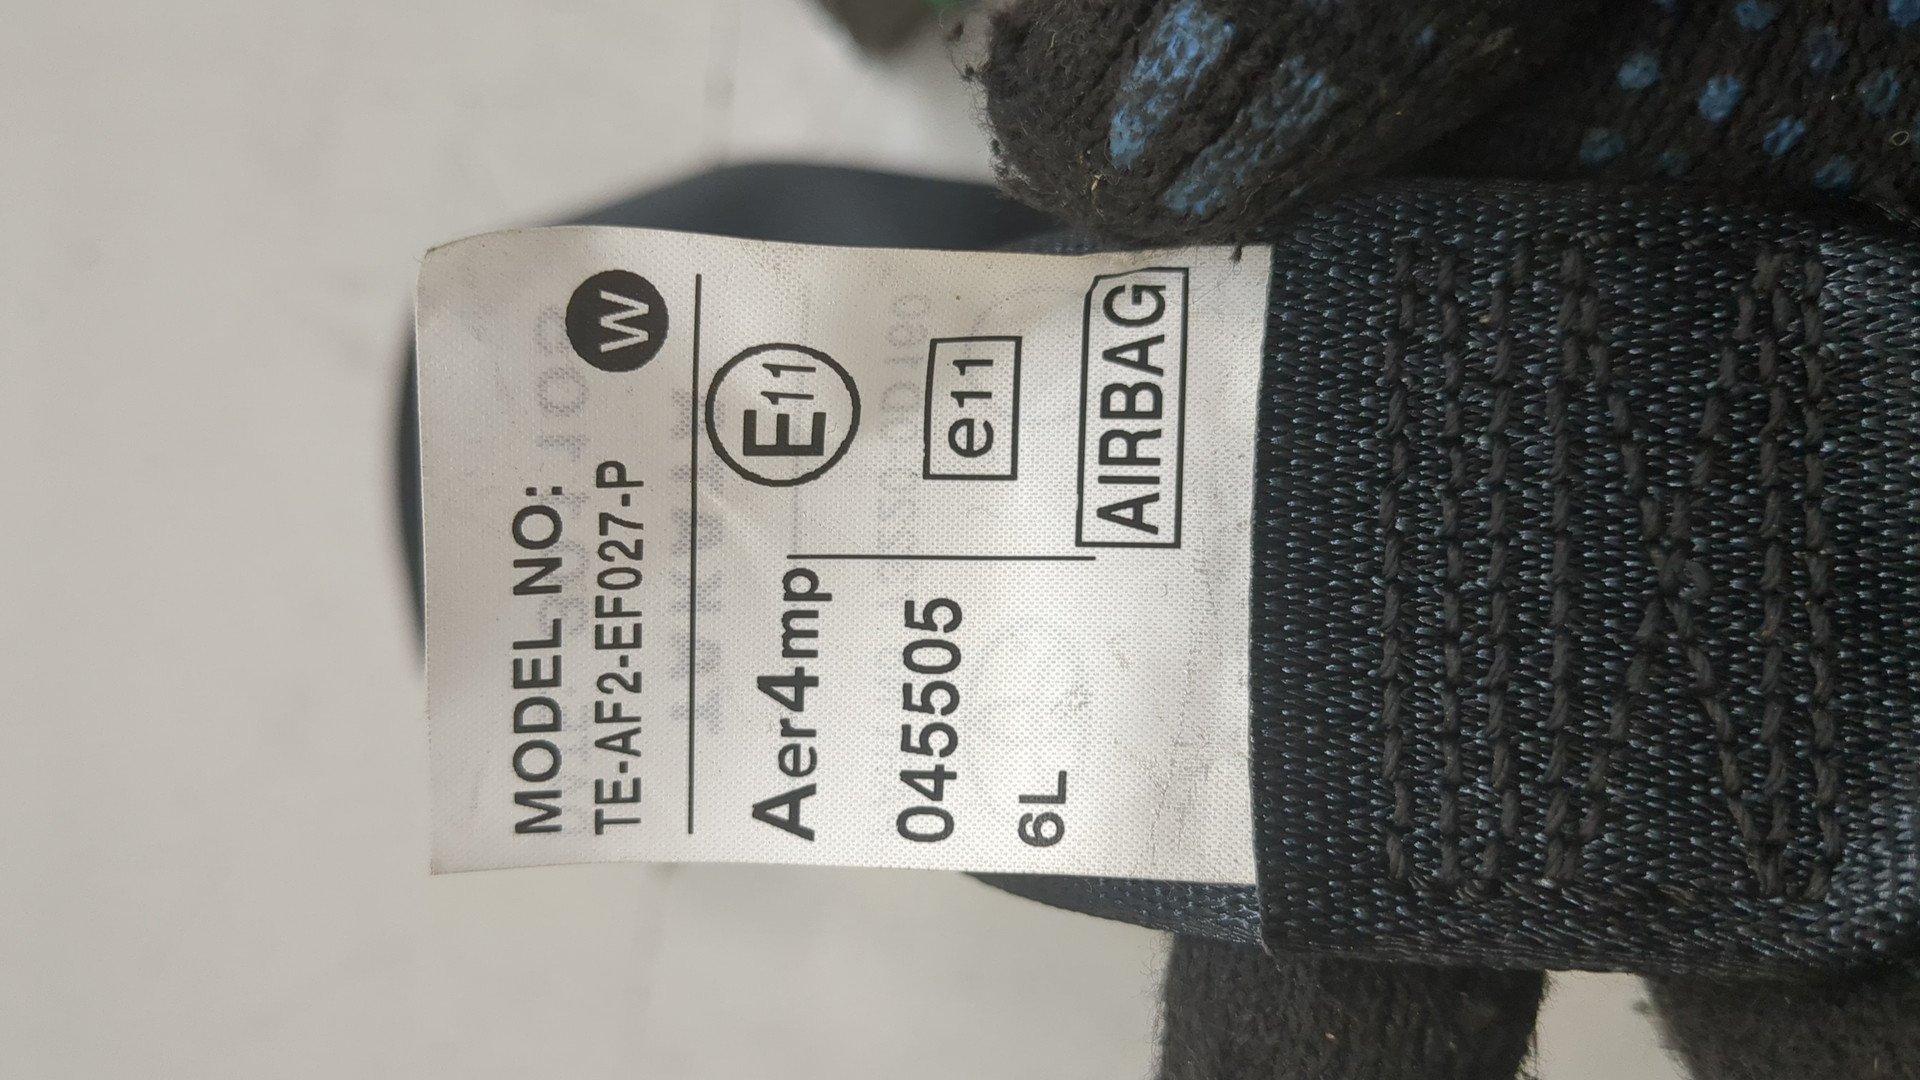 MODEL NO:
TE-AF2-EF027-P
W
Aer4mp
E11
045505
e11
6L
AIRBAG